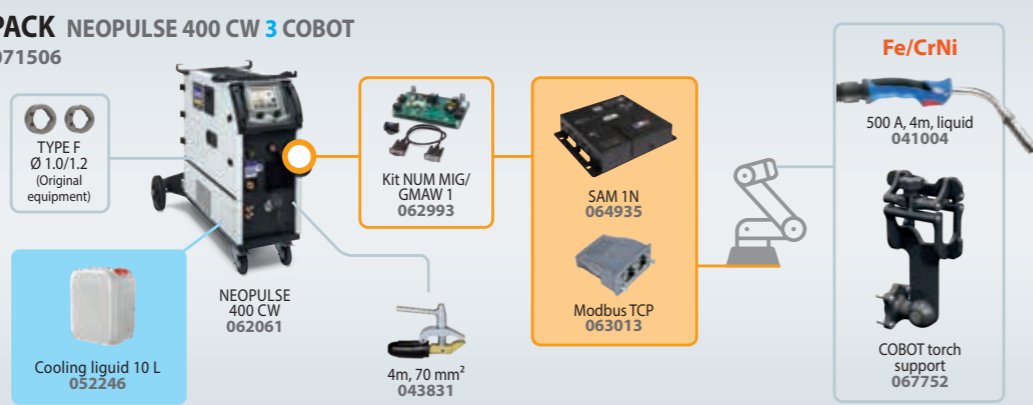 PACK NEOPULSE 400 CW 3 COBOT
071506
TYPE F
Ø 1.0/1.2
(Original
equipment)
Cooling liguid 10 L
052246
NEOPULSE
400 CW
062061
4m, 70 mm²
043831
Kit NUM MIG/
GMAW 1
062993
SAM 1N
064935
Modbus TCP
063013
Fe/CrNi
500 A, 4m, liquid
041004
COBOT torch
support
067752